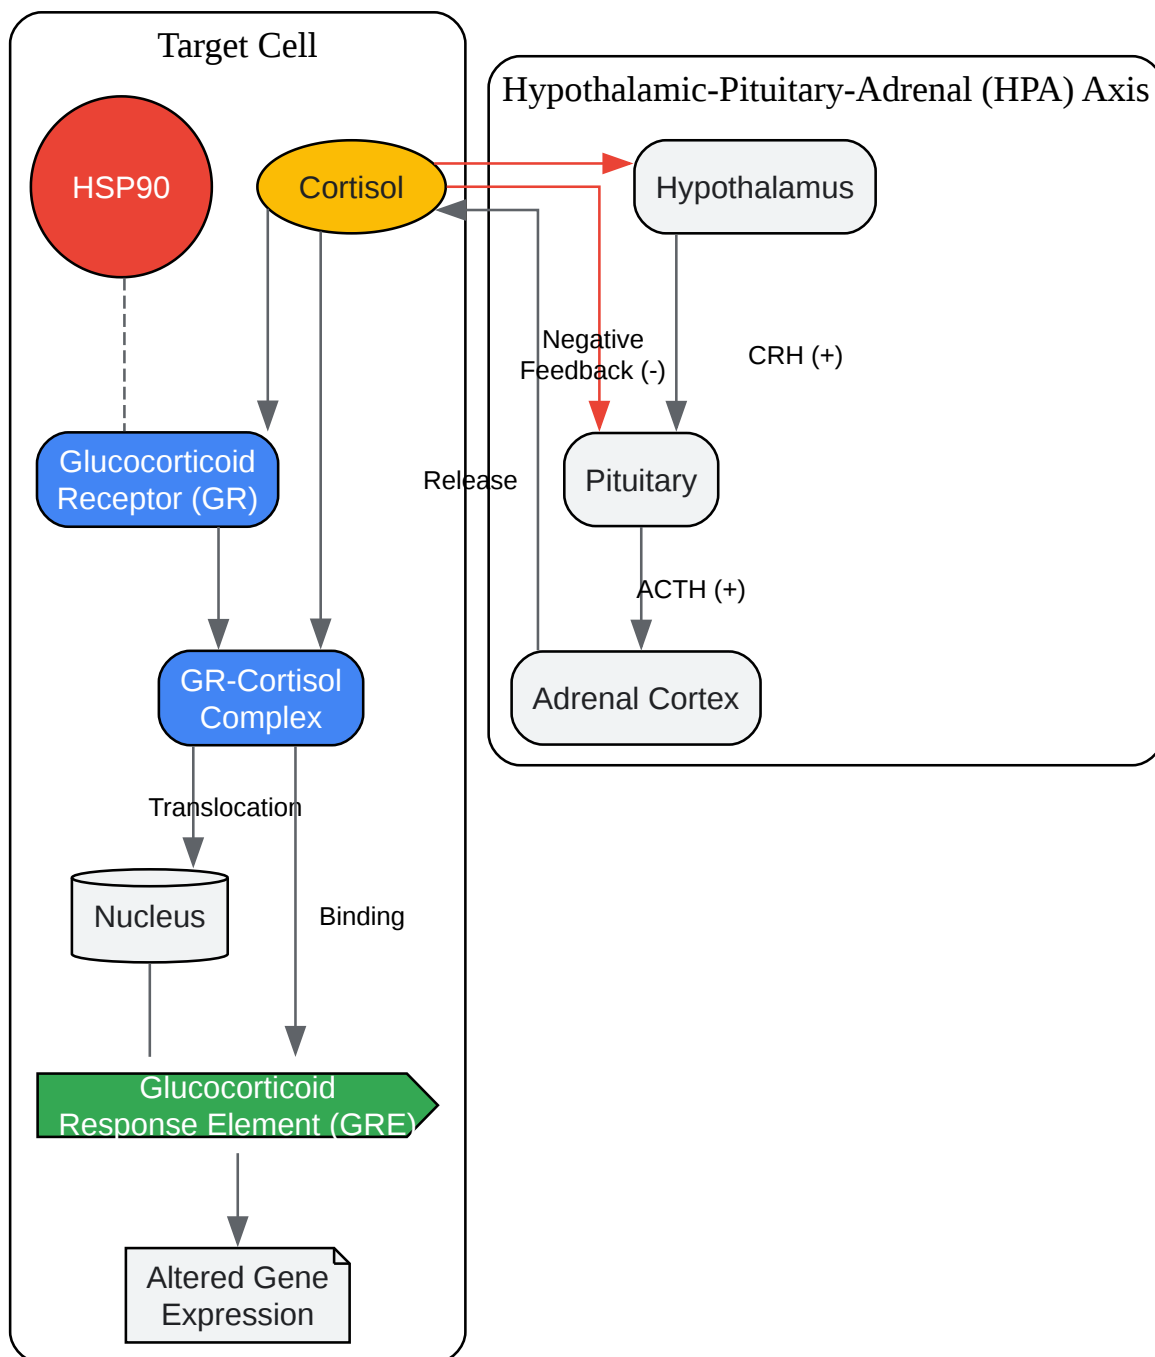 Target Cell
Hypothalamic-Pituitary-Adrenal (HPA) Axis
HSP90
Cortisol
Hypothalamus
Negative
Feedback (-)
CRH (+)
Glucocorticoid
Receptor (GR)
Release
Pituitary
ACTH (+)
GR-Cortisol
Complex
Adrenal Cortex
Translocation
Nucleus
Binding
Glucocorticoid
Response Element (GRE)
Altered Gene
Expression